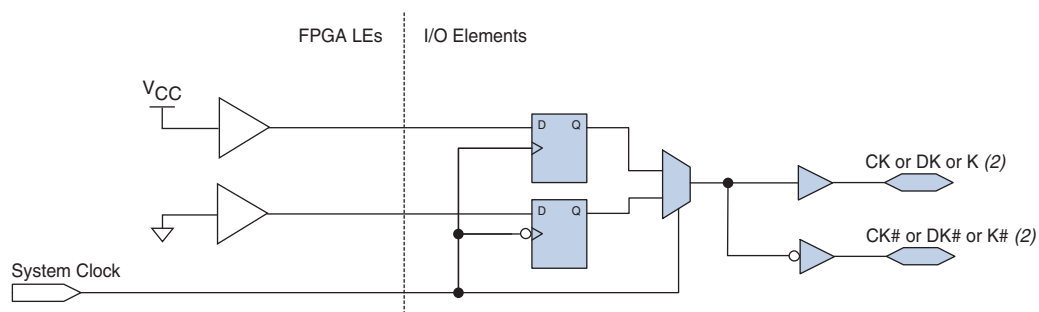 FPGA LEs
I/O Elements
VCC
D Q
CK or DK or K (2)
D Q
CK# or DK# or K# (2)
System Clock